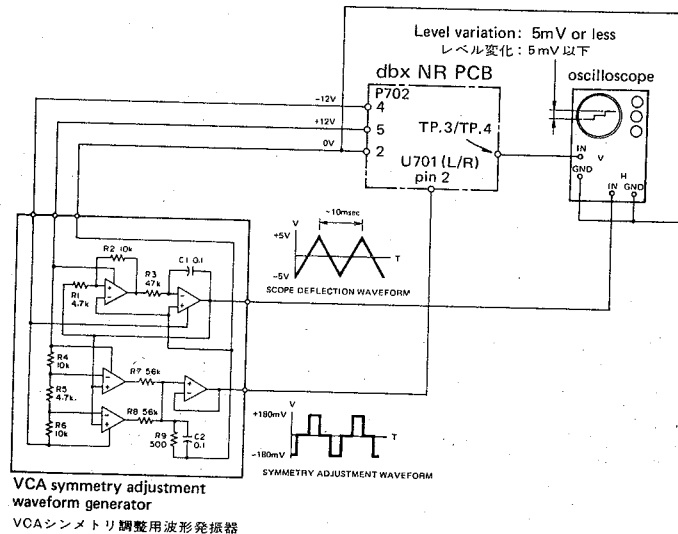 Level variation: 5mV or less
レベル変化: 5mV 以下
dbx NR PCB
oscilloscope
P702
-12V
4
+12V
5
TP.3/TP.4
0V
2
U701 (L/R)
pin 2
IN
V
GND
H
IN
GND
R2 10k
C1 0.1
R3
47k
R1
4.7k
~10msec
V
+5V
T
-5V
SCOPE DEFLECTION WAVEFORM
R4
10k
R7 56k
R5
4.7k
R8 56k
R6
10k
R9
500
C2
0.1
V
+180mV
T
-180mV
SYMMETRY ADJUSTMENT WAVEFORM
VCA symmetry adjustment
waveform generator
VCAシンメトリ調整用波形発振器